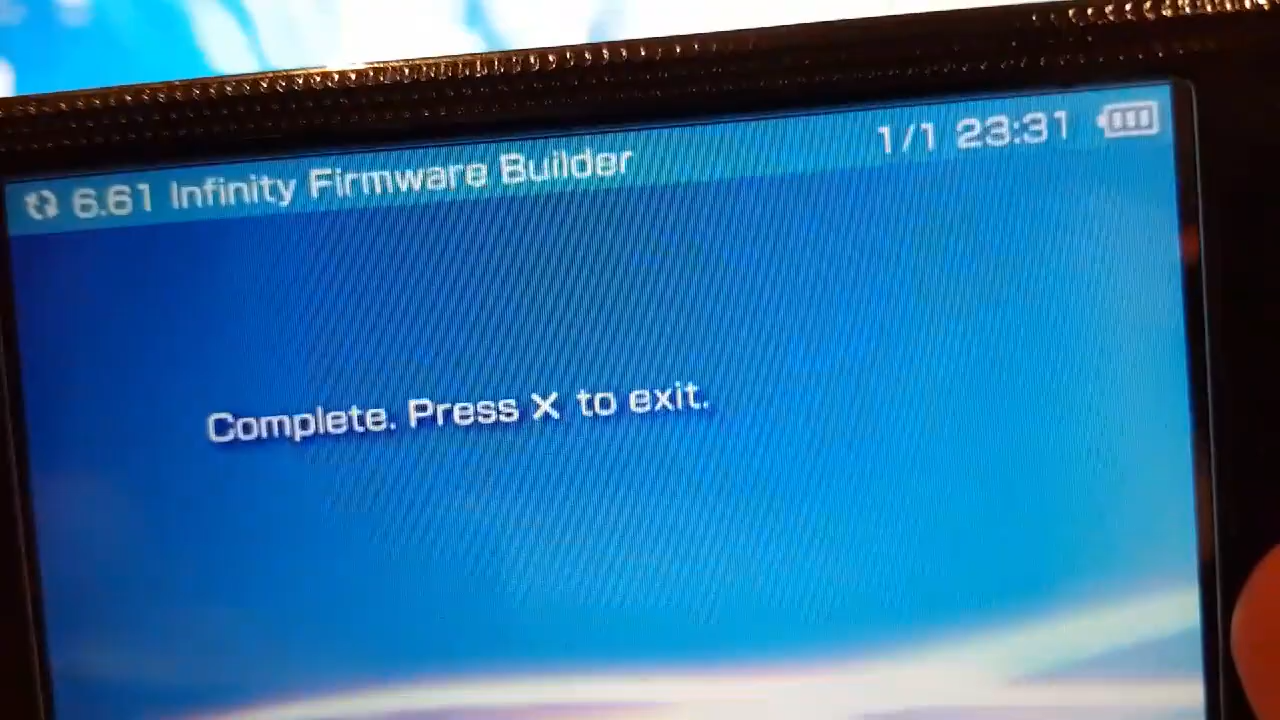 6.61 Infinity Firmware Builder
1/1 23:31
Complete. Press X to exit.